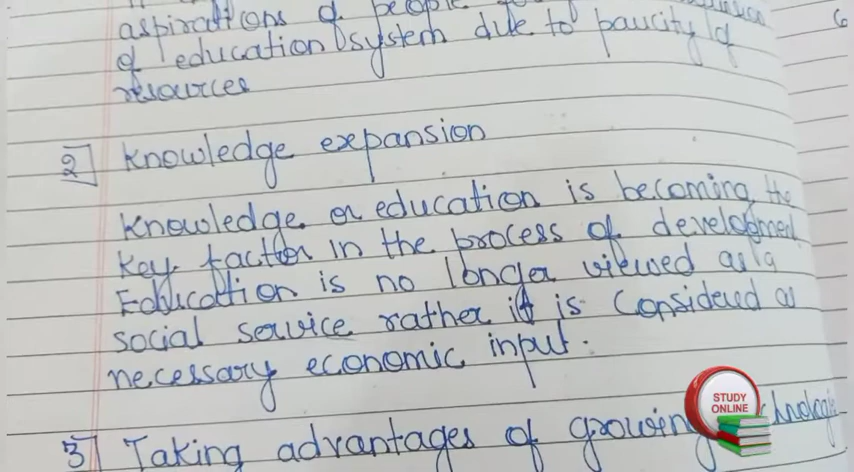 aspirations of people
of education system due to paucity of
resources
2] Knowledge expansion
Knowledge or education is becoming the
key factor in the process of development.
Education is no longer viewed as a
social service rather it is considered as
necessary economic input.
3] Taking advantages of growing
STUDY
ONLINE
6